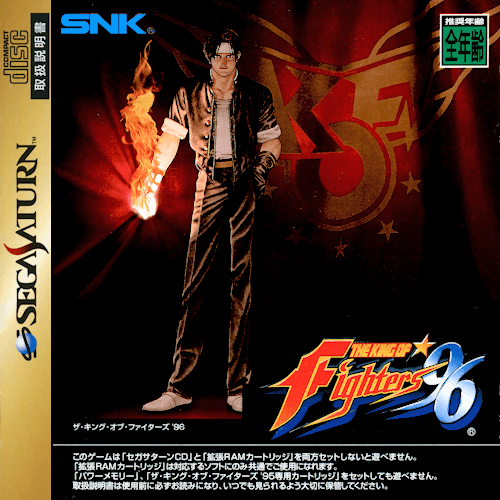 COMPACT
disc
取扱説明書
SNK®
推奨年齢
全年齢
SEGA SATURN™
KOF
THE KING OF
Fighters '96®
ザ・キング・オブ・ファイターズ '96
このゲームは「セガサターンCD」と「拡張RAMカートリッジ」を両方セットしないと遊べません。
「拡張RAMカートリッジ」は対応するソフトにのみ共通でご使用になれます。
「パワーメモリー」、「ザ・キング・オブ・ファイターズ '95専用カートリッジ」をセットしても遊べません。
取扱説明書は使用前に必ずお読みになり、いつでも見られるよう大切に保管してください。